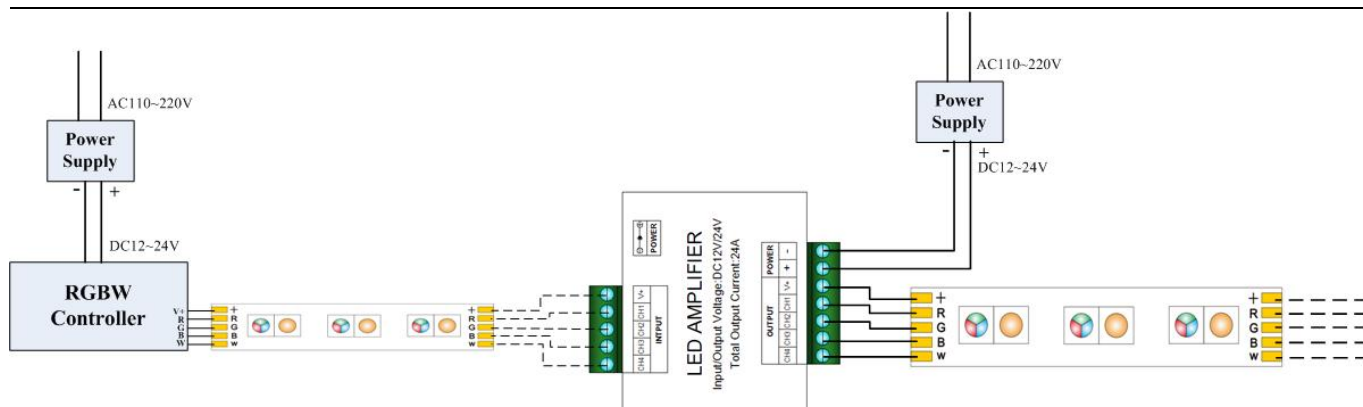 AC110~220V
Power
Supply
-
+
DC12~24V
RGBW
Controller
V+
R
G
B
W
+
R
G
B
w
+
R
G
B
w
V+
CH1
CH2
CH3
CH4
INTPUT
POWER
LED AMPLIFIER
Input/Output Voltage:DC12V/24V
Total Output Current:24A
POWER
-
+
OUTPUT
V+
CH1
CH2
CH3
CH4
AC110~220V
Power
Supply
-
+
DC12~24V
+
R
G
B
w
+
R
G
B
w